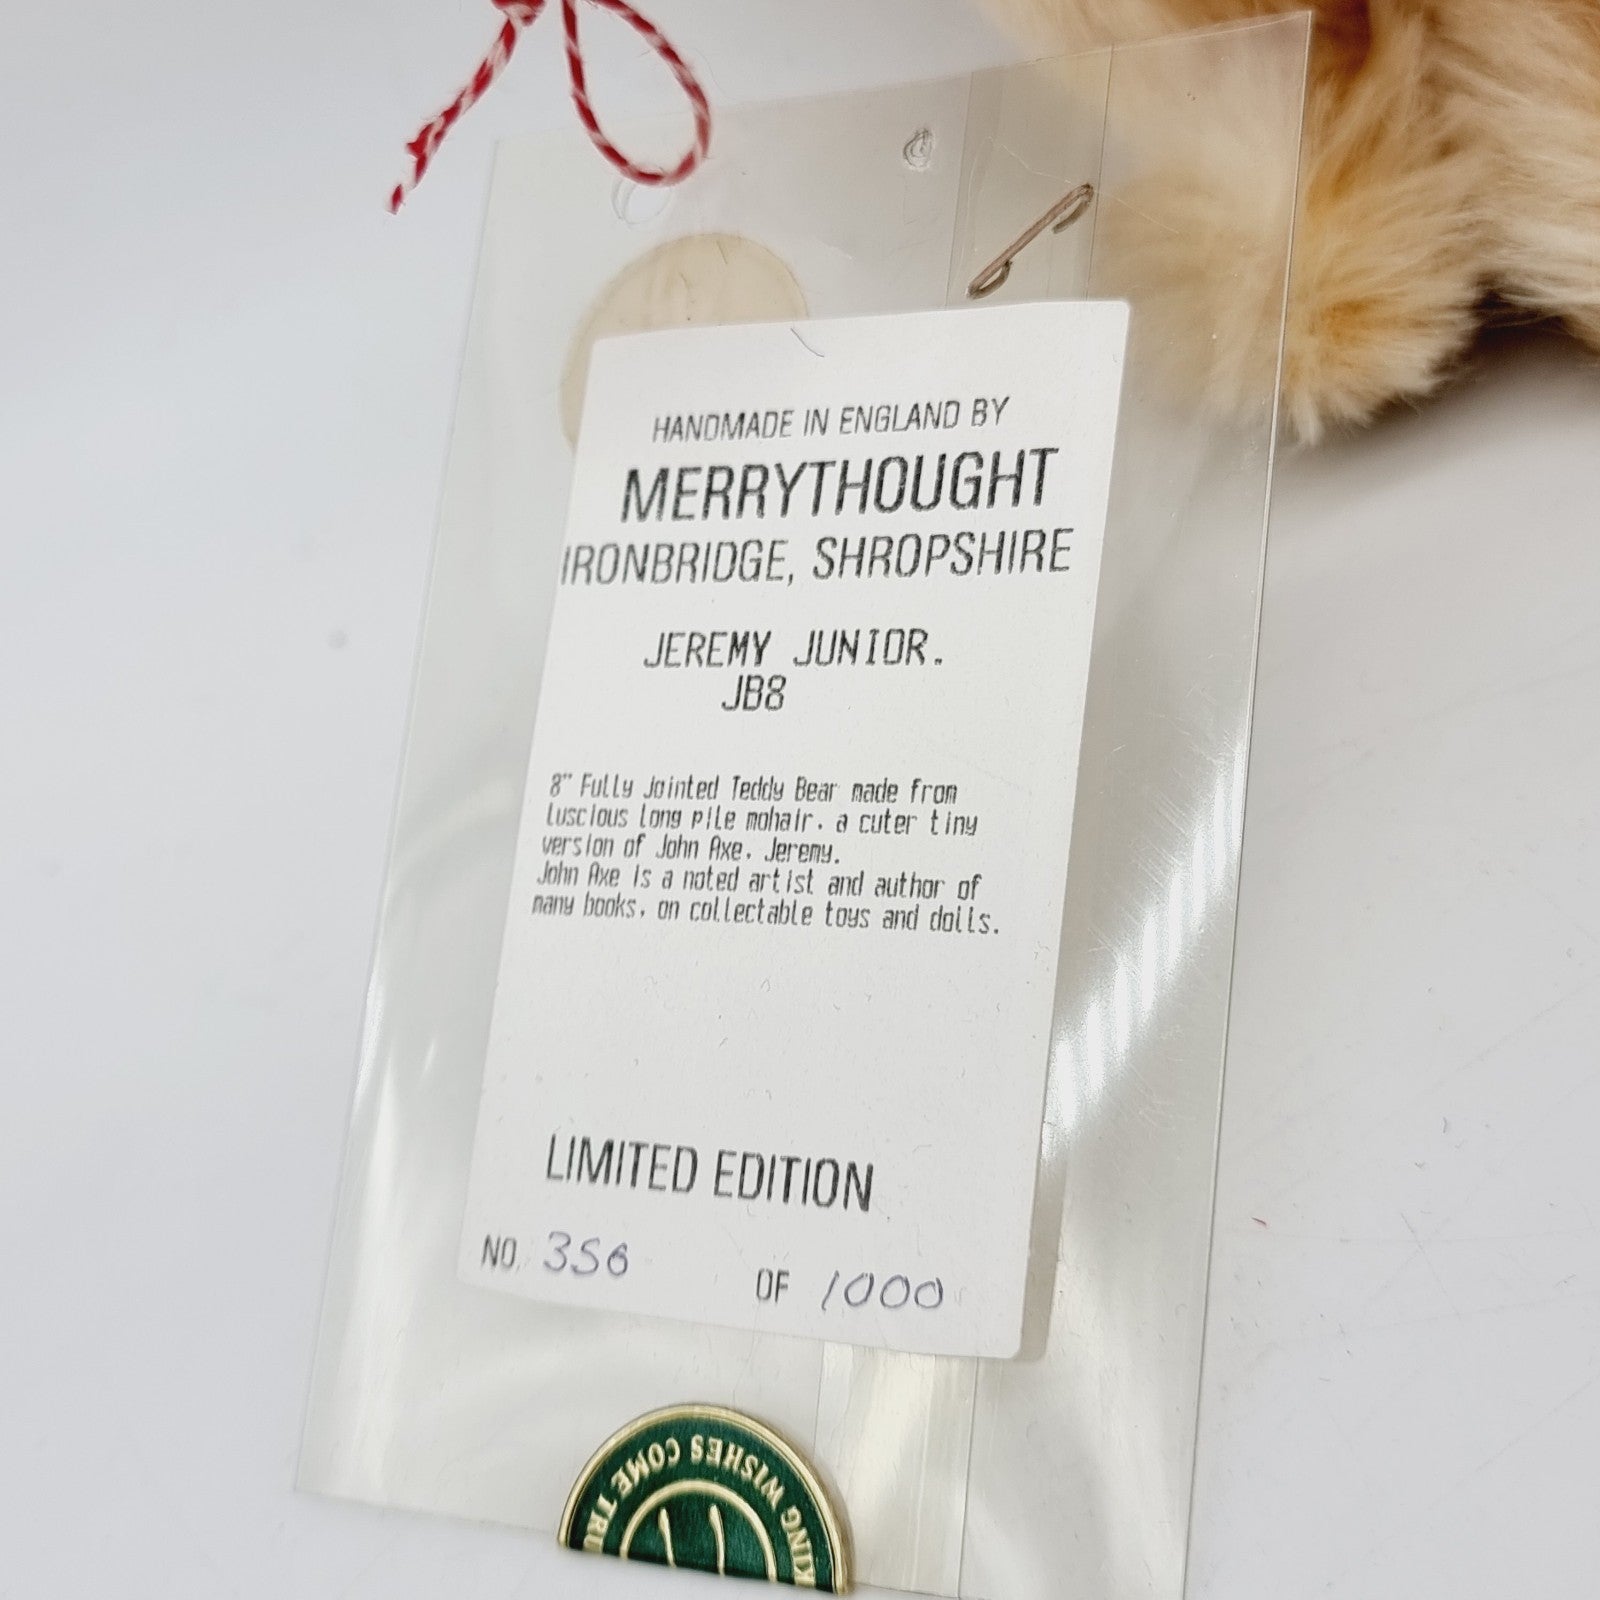 HANDMADE IN ENGLAND BY
MERRYTHOUGHT
IRONBRIDGE, SHROPSHIRE
JEREMY JUNIOR.
JB8
8" Fully jointed Teddy Bear made from
luscious long pile mohair. a cuter tiny
version of John Axe. Jeremy.
John Axe is a noted artist and author of
many books. on collectable toys and dolls.
LIMITED EDITION
NO. 356 OF 1000
WISHES COME